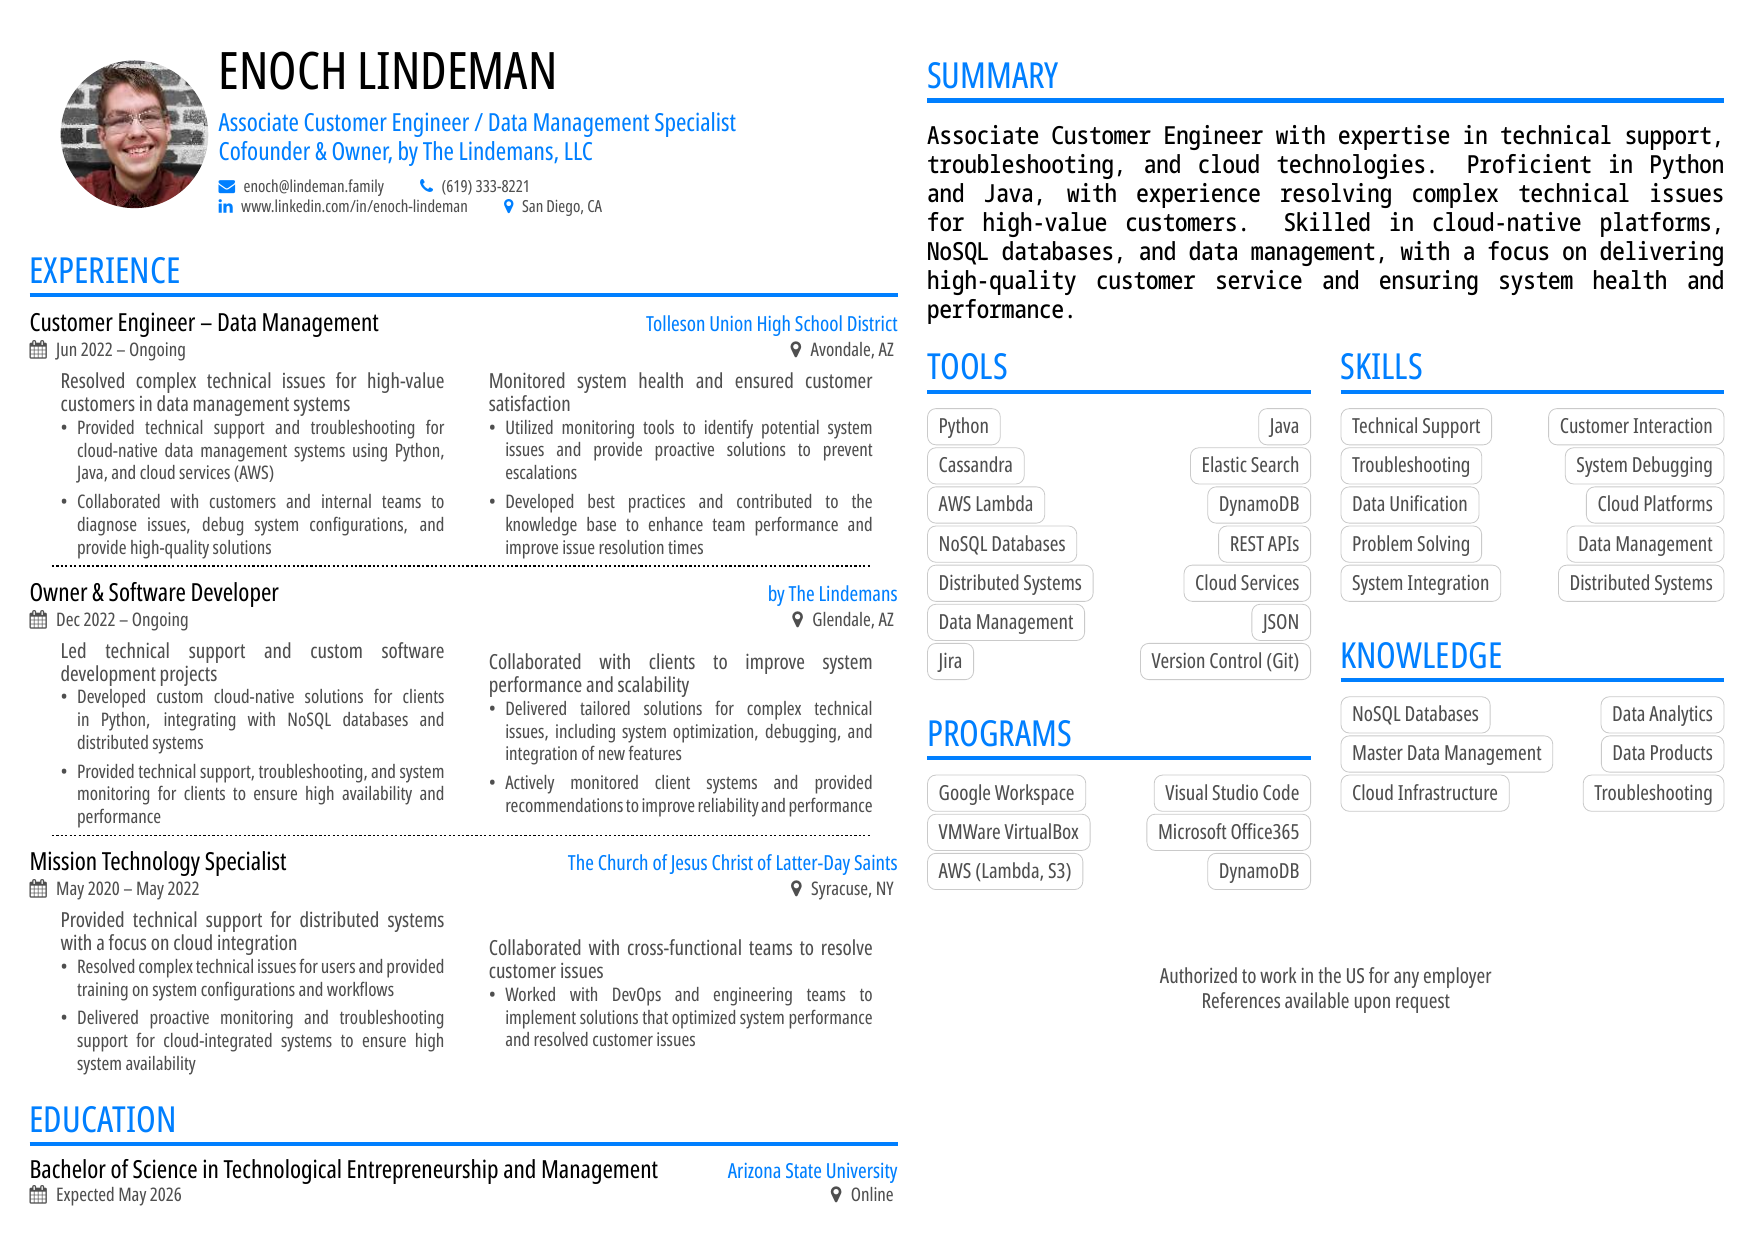 ENOCH LINDEMAN
Associate Customer Engineer / Data Management Specialist
Cofounder & Owner, by The Lindemans, LLC
enoch@lindeman.family (619) 333-8221
www.linkedin.com/in/enoch-lindeman San Diego, CA
EXPERIENCE
Customer Engineer – Data Management Tolleson Union High School District
Jun 2022 – Ongoing Avondale, AZ
Resolved complex technical issues for high-value
customers in data management systems
• Provided technical support and troubleshooting for
cloud-native data management systems using Python,
Java, and cloud services (AWS)
• Collaborated with customers and internal teams to
diagnose issues, debug system configurations, and
provide high-quality solutions
Monitored system health and ensured customer
satisfaction
• Utilized monitoring tools to identify potential system
issues and provide proactive solutions to prevent
escalations
• Developed best practices and contributed to the
knowledge base to enhance team performance and
improve issue resolution times
Owner & Software Developer by The Lindemans
Dec 2022 – Ongoing Glendale, AZ
Led technical support and custom software
development projects
• Developed custom cloud-native solutions for clients
in Python, integrating with NoSQL databases and
distributed systems
• Provided technical support, troubleshooting, and system
monitoring for clients to ensure high availability and
performance
Collaborated with clients to improve system
performance and scalability
• Delivered tailored solutions for complex technical
issues, including system optimization, debugging, and
integration of new features
• Actively monitored client systems and provided
recommendations to improve reliability and performance
Mission Technology Specialist The Church of Jesus Christ of Latter-Day Saints
May 2020 – May 2022 Syracuse, NY
Provided technical support for distributed systems
with a focus on cloud integration
• Resolved complex technical issues for users and provided
training on system configurations and workflows
• Delivered proactive monitoring and troubleshooting
support for cloud-integrated systems to ensure high
system availability
Collaborated with cross-functional teams to resolve
customer issues
• Worked with DevOps and engineering teams to
implement solutions that optimized system performance
and resolved customer issues
EDUCATION
Bachelor of Science in Technological Entrepreneurship and Management Arizona State University
Expected May 2026 Online
SUMMARY
Associate Customer Engineer with expertise in technical support,
troubleshooting, and cloud technologies. Proficient in Python
and Java, with experience resolving complex technical issues
for high-value customers. Skilled in cloud-native platforms,
NoSQL databases, and data management, with a focus on delivering
high-quality customer service and ensuring system health and
performance.
TOOLS
Python Java
Cassandra Elastic Search
AWS Lambda DynamoDB
NoSQL Databases REST APIs
Distributed Systems Cloud Services
Data Management JSON
Jira Version Control (Git)
PROGRAMS
Google Workspace Visual Studio Code
VMWare VirtualBox Microsoft Office365
AWS (Lambda, S3) DynamoDB
SKILLS
Technical Support Customer Interaction
Troubleshooting System Debugging
Data Unification Cloud Platforms
Problem Solving Data Management
System Integration Distributed Systems
KNOWLEDGE
NoSQL Databases Data Analytics
Master Data Management Data Products
Cloud Infrastructure Troubleshooting
Authorized to work in the US for any employer
References available upon request